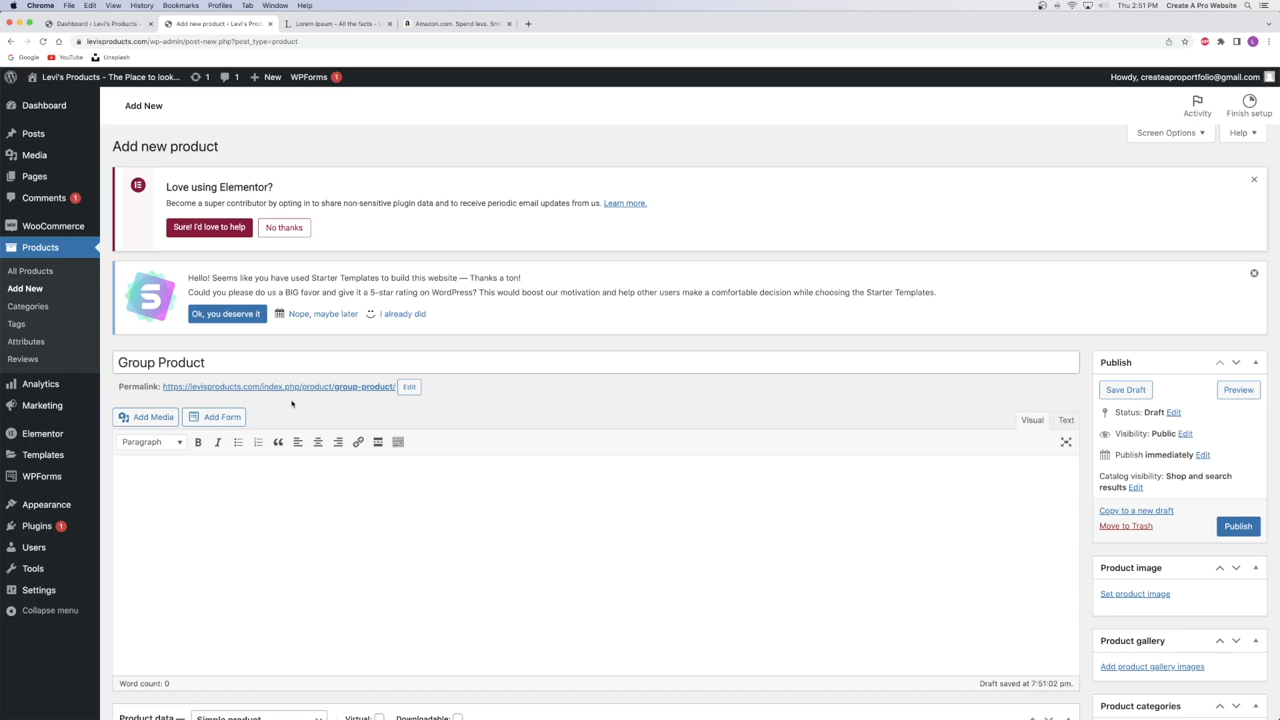 Chrome File Edit View History Bookmarks Profiles Tab Window Help
Thu 2:51 PM Create A Pro Website
Dashboard ‹ Levi's Products -
Add new product ‹ Levi's Prod
Lorem Ipsum - All the facts - L
Amazon.com. Spend less. Smi
levisproducts.com/wp-admin/post-new.php?post_type=product
Google YouTube Unsplash
Levi's Products - The Place to look... 1 1 New WPForms 1
Howdy, createaproportfolio@gmail.com
Dashboard
Posts
Media
Pages
Comments 1
WooCommerce
Products
All Products
Add New
Categories
Tags
Attributes
Reviews
Analytics
Marketing
Elementor
Templates
WPForms
Appearance
Plugins 1
Users
Tools
Settings
Collapse menu
Add New
Activity
Finish setup
Screen Options
Help
Add new product
Love using Elementor?
Become a super contributor by opting in to share non-sensitive plugin data and to receive periodic email updates from us. Learn more.
Sure! I'd love to help
No thanks
Hello! Seems like you have used Starter Templates to build this website — Thanks a ton!
Could you please do us a BIG favor and give it a 5-star rating on WordPress? This would boost our motivation and help other users make a comfortable decision while choosing the Starter Templates.
Ok, you deserve it
Nope, maybe later
I already did
Group Product
Permalink: https://levisproducts.com/index.php/product/group-product/ Edit
Add Media
Add Form
Visual
Text
Paragraph
Word count: 0
Draft saved at 7:51:02 pm.
Product data — Simple product Virtual: Downloadable:
Publish
Save Draft
Preview
Status: Draft Edit
Visibility: Public Edit
Publish immediately Edit
Catalog visibility: Shop and search
results Edit
Copy to a new draft
Move to Trash
Publish
Product image
Set product image
Product gallery
Add product gallery images
Product categories